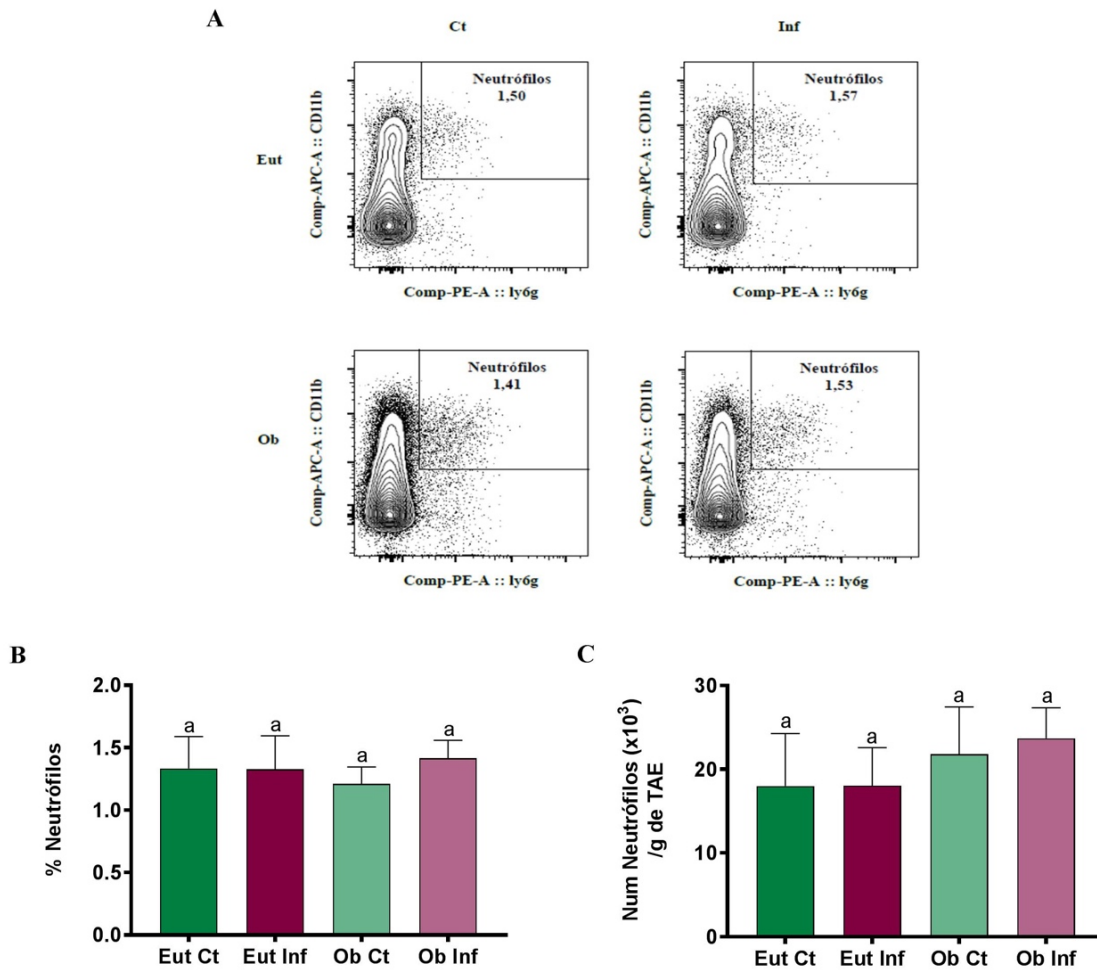 A
Ct
Inf
Eut
Comp-APC-A :: CD11b
Neutrófilos
1,50
Comp-PE-A :: ly6g
Comp-APC-A :: CD11b
Neutrófilos
1,57
Comp-PE-A :: ly6g
Ob
Comp-APC-A :: CD11b
Neutrófilos
1,41
Comp-PE-A :: ly6g
Comp-APC-A :: CD11b
Neutrófilos
1,53
Comp-PE-A :: ly6g
B
% Neutrófilos
2.0
1.5
1.0
0.5
0.0
a
a
a
a
Eut Ct
Eut Inf
Ob Ct
Ob Inf
C
Num Neutrófilos (x10³)
/g de TAE
30
20
10
0
a
a
a
a
Eut Ct
Eut Inf
Ob Ct
Ob Inf